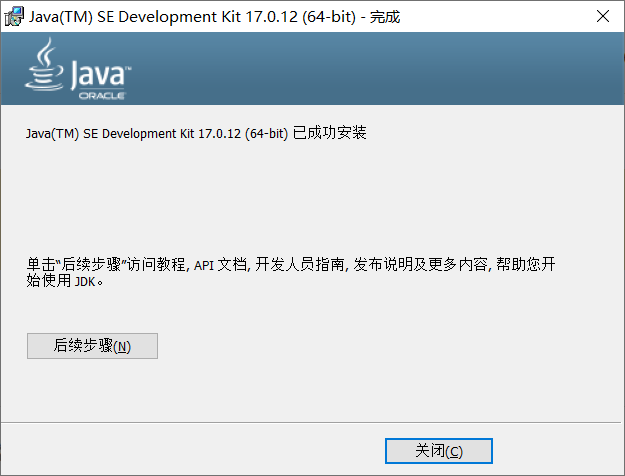 Java(TM) SE Development Kit 17.0.12 (64-bit) - 完成
Java™
ORACLE
Java(TM) SE Development Kit 17.0.12 (64-bit) 已成功安装
单击“后续步骤”访问教程, API 文档, 开发人员指南, 发布说明及更多内容, 帮助您开
始使用 JDK。
后续步骤(N)
关闭(C)